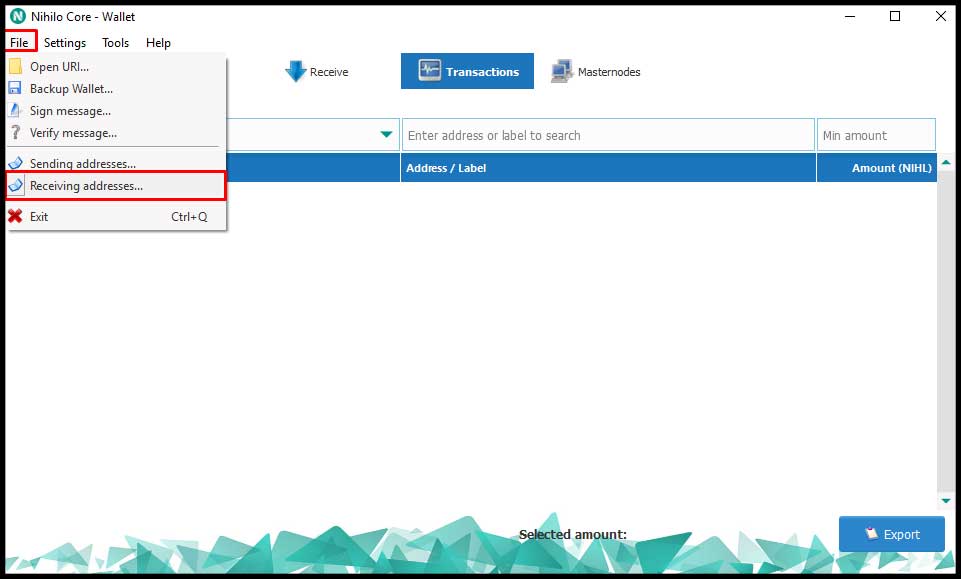 Nihilo Core - Wallet
File Settings Tools Help
Open URI...
Backup Wallet...
Sign message...
Verify message...
Sending addresses...
Receiving addresses...
Exit Ctrl+Q
Receive Transactions Masternodes
Enter address or label to search Min amount
Address / Label Amount (NIHL)
Selected amount:
Export